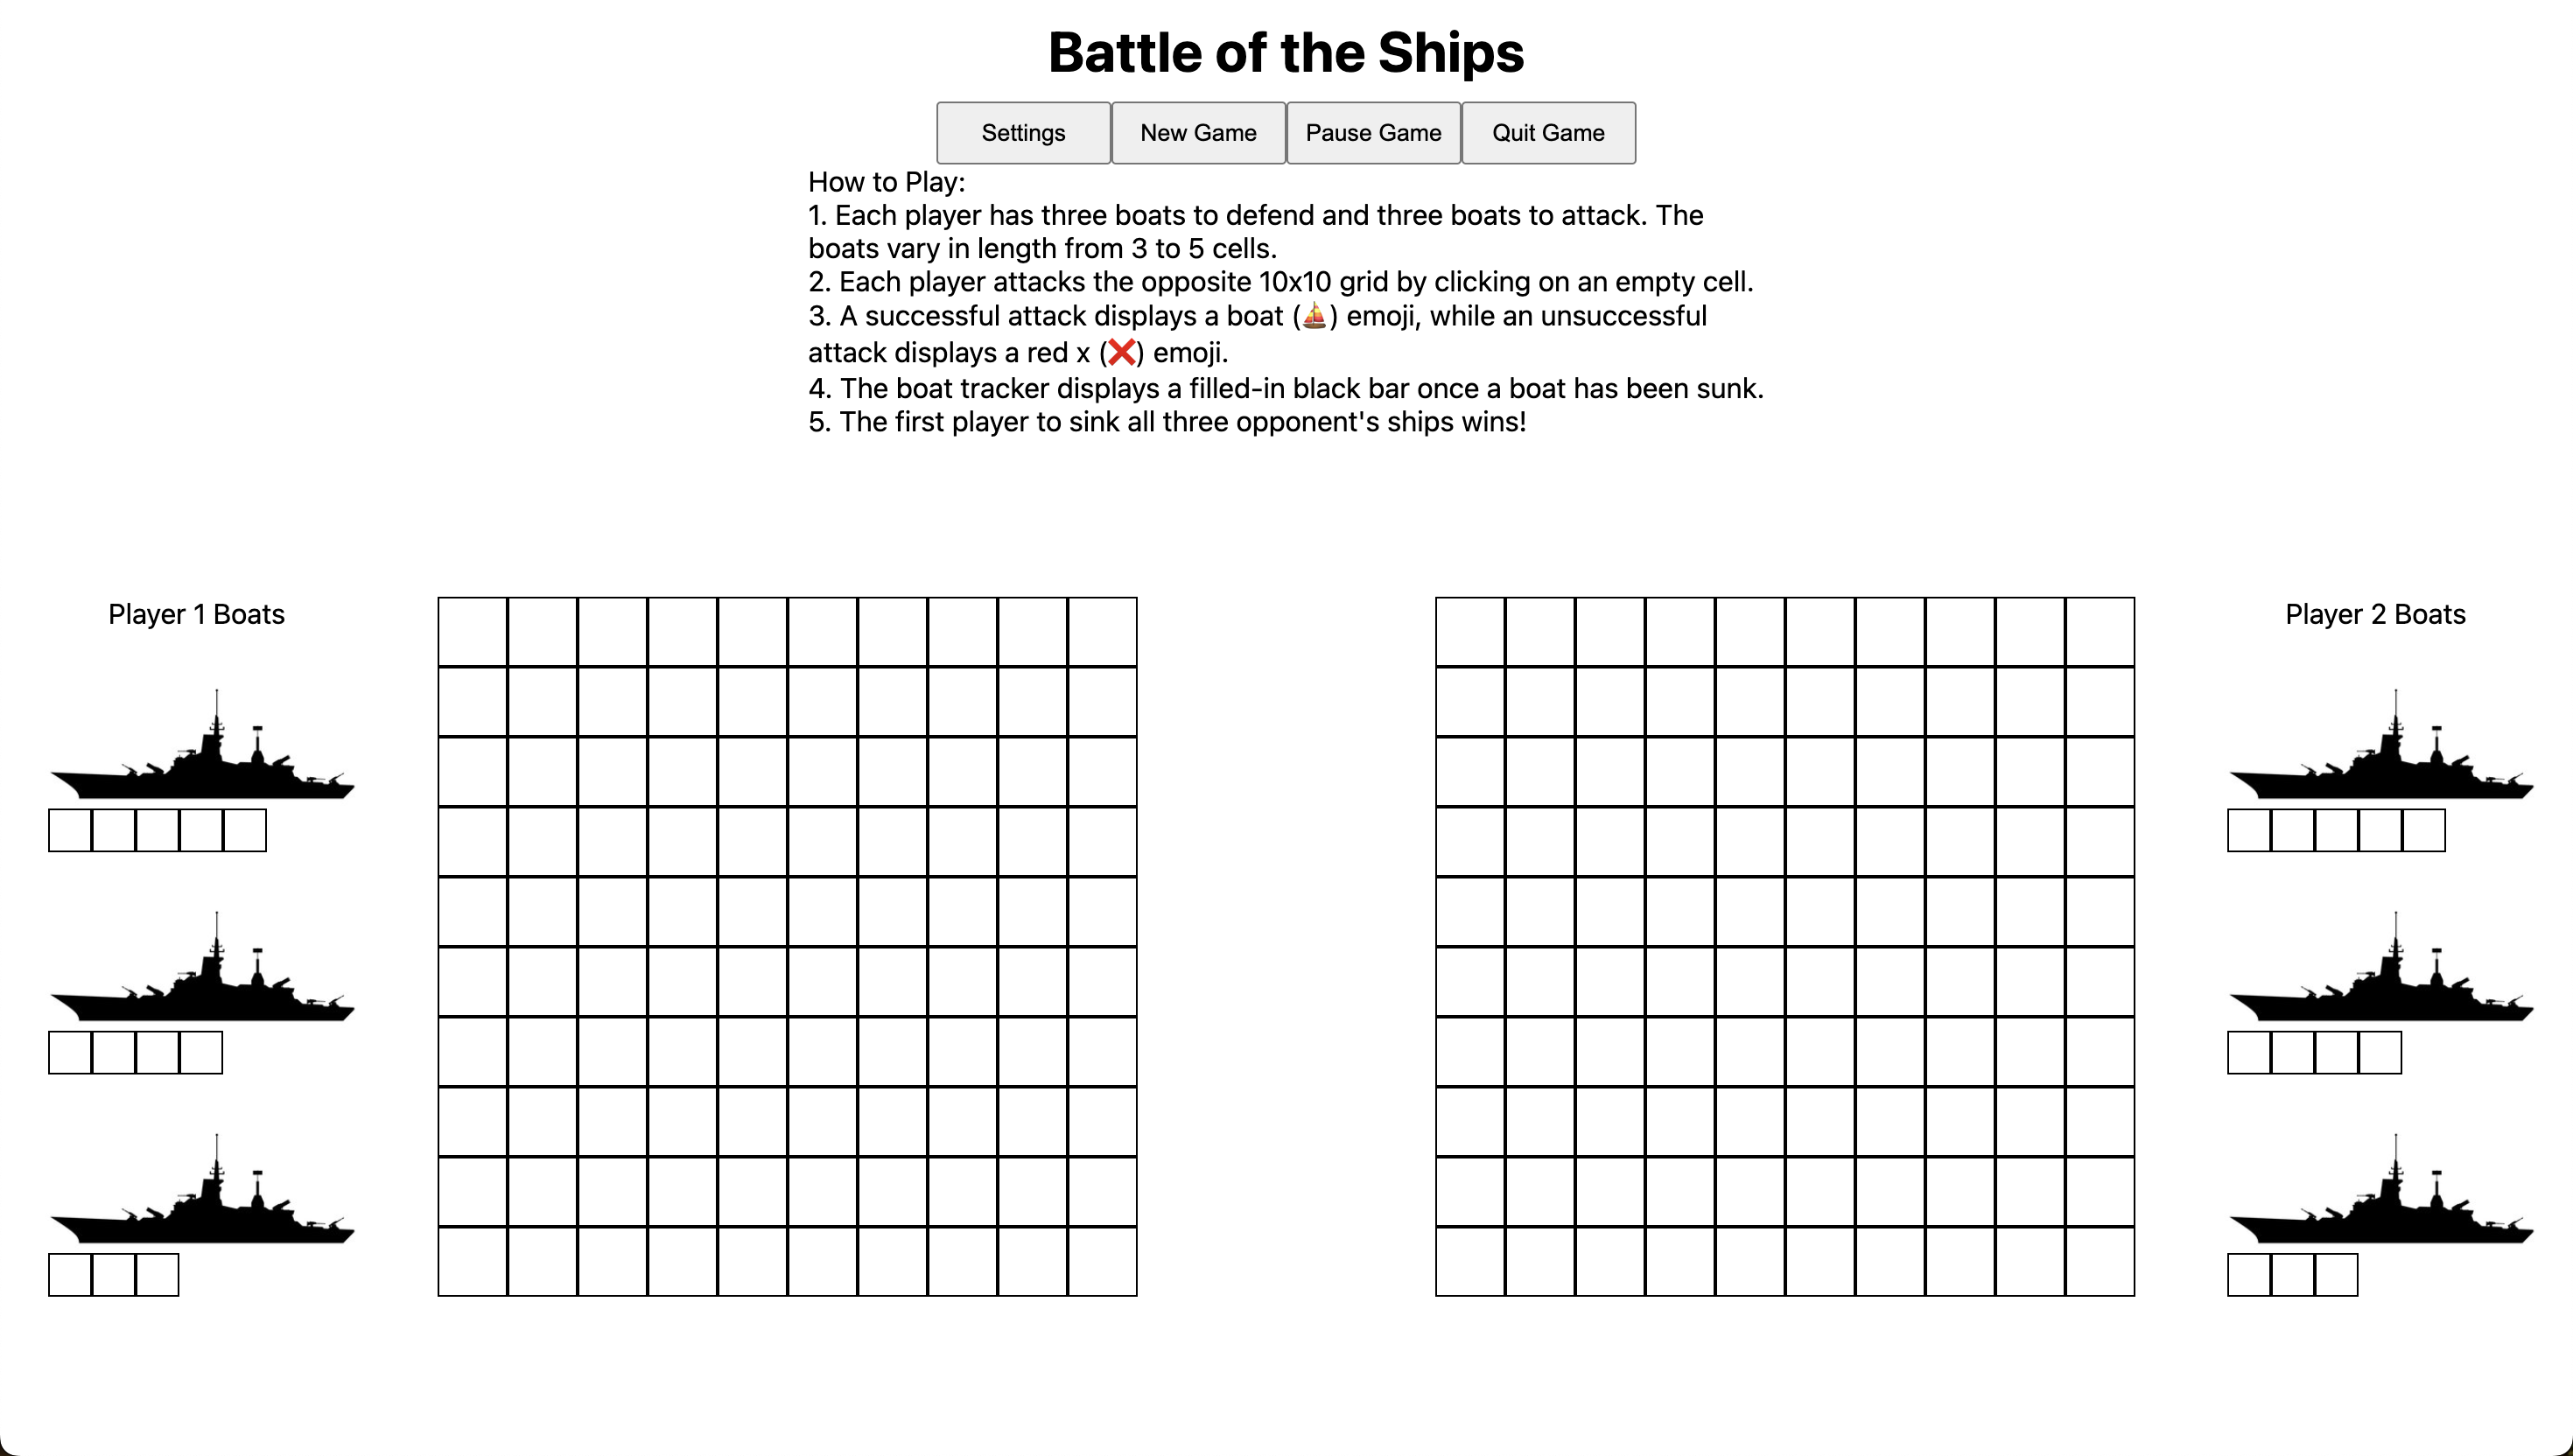 Battle of the Ships
Settings New Game Pause Game Quit Game
How to Play:
1. Each player has three boats to defend and three boats to attack. The
boats vary in length from 3 to 5 cells.
2. Each player attacks the opposite 10x10 grid by clicking on an empty cell.
3. A successful attack displays a boat (⛵) emoji, while an unsuccessful
attack displays a red x (❌) emoji.
4. The boat tracker displays a filled-in black bar once a boat has been sunk.
5. The first player to sink all three opponent's ships wins!
Player 1 Boats
Player 2 Boats